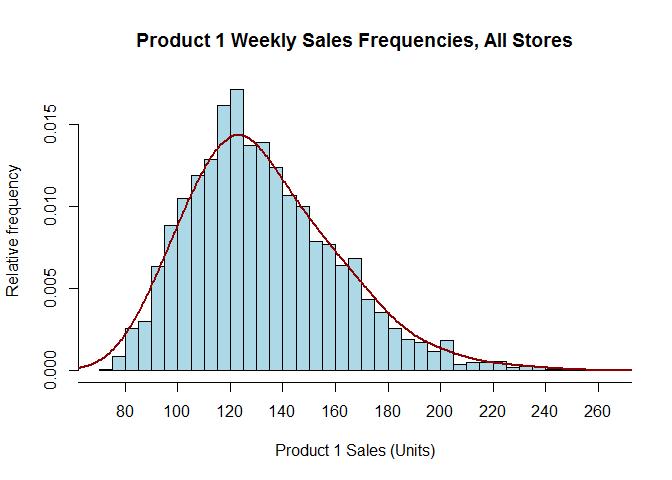 Product 1 Weekly Sales Frequencies, All Stores
Relative frequency
0.015
0.010
0.005
0.000
80 100 120 140 160 180 200 220 240 260
Product 1 Sales (Units)